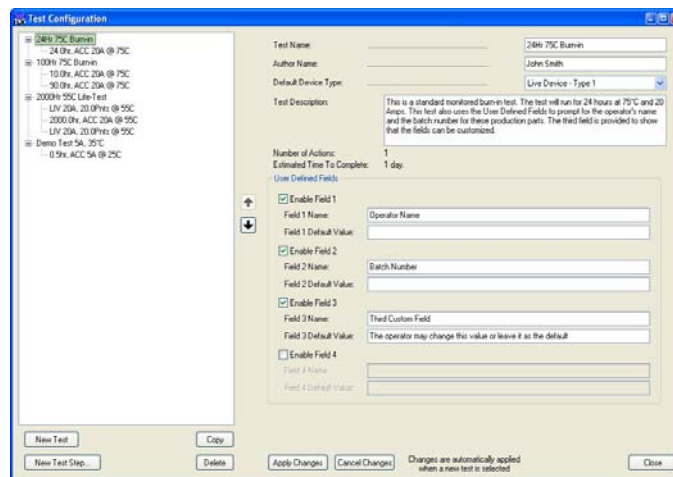 Test Configuration
24Hr 75C Burn-in
24.0hr, ACC 20A @ 75C
100Hr 75C Burn-in
10.0hr, ACC 20A @ 75C
90.0hr, ACC 20A @ 75C
2000Hr 55C Life-Test
LIV 20A, 20.0Pnts @ 55C
2000.0hr, ACC 20A @ 55C
LIV 20A, 20.0Pnts @ 55C
Demo Test 5A, 35°C
0.5hr, ACC 5A @ 25C
New Test
Copy
New Test Step...
Delete
Test Name:
24Hr 75C Burn-in
Author Name:
John Smith
Default Device Type:
Live Device - Type 1
Test Description:
This is a standard monitored burn-in test. The test will run for 24 hours at 75°C and 20
Amps. This test also uses the User Defined Fields to prompt for the operator's name
and the batch number for these production parts. The third field is provided to show
that the fields can be customized.
Number of Actions: 1
Estimated Time To Complete: 1 day.
User Defined Fields
Enable Field 1
Field 1 Name: Operator Name
Field 1 Default Value:
Enable Field 2
Field 2 Name: Batch Number
Field 2 Default Value:
Enable Field 3
Field 3 Name: Third Custom Field
Field 3 Default Value: The operator may change this value or leave it as the default
Enable Field 4
Field 4 Name:
Field 4 Default Value:
Apply Changes
Cancel Changes
Changes are automatically applied
when a new test is selected
Close